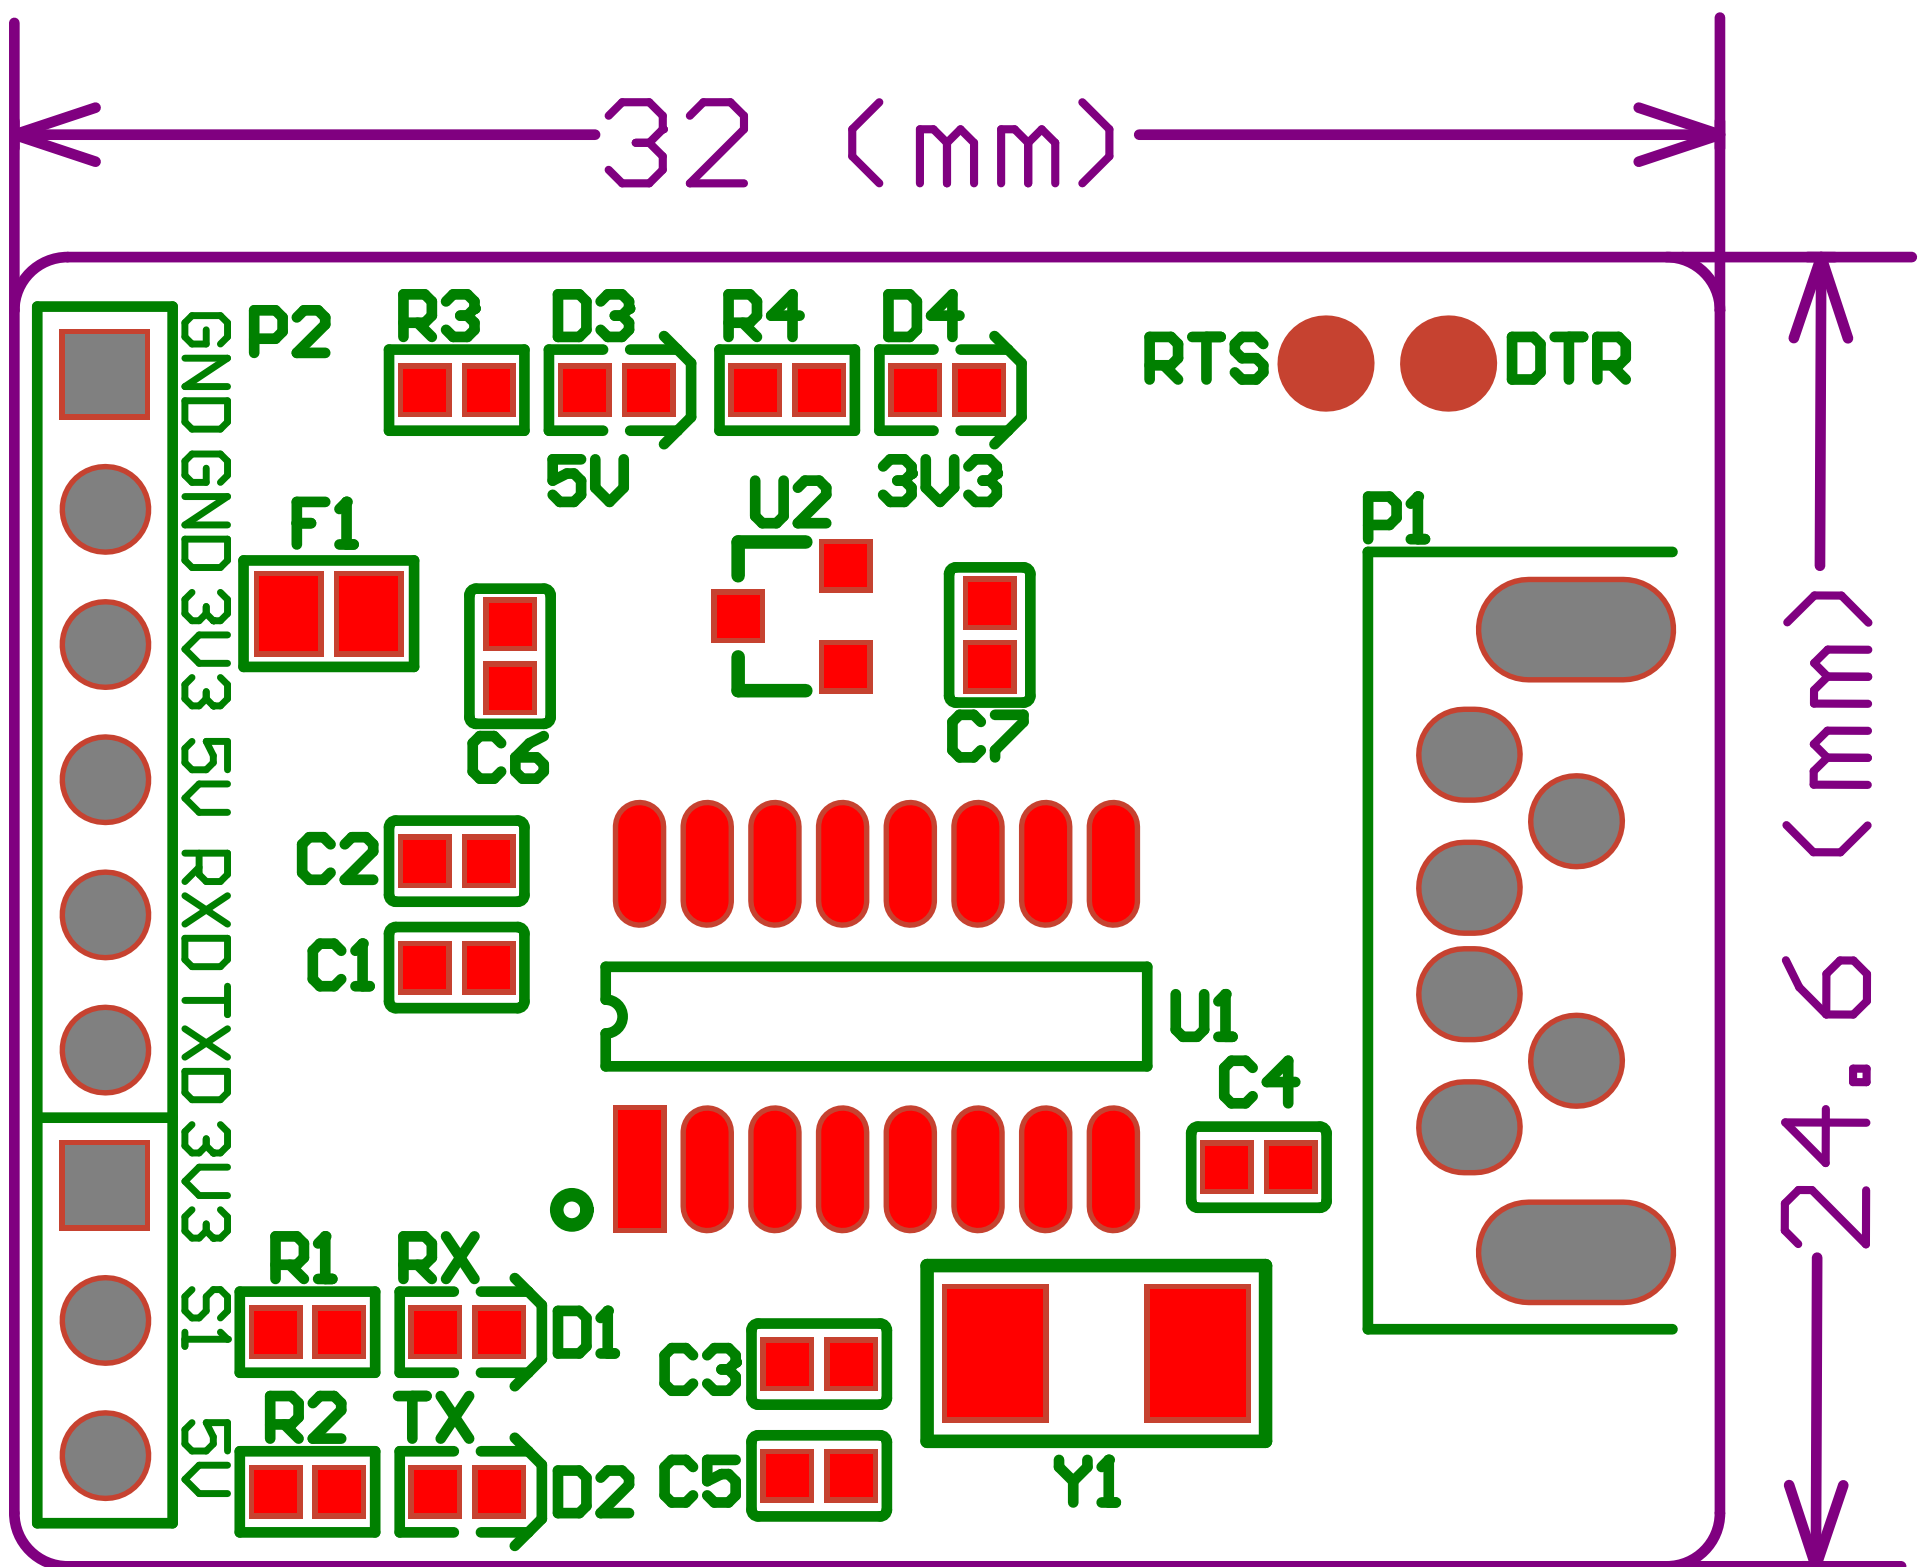 32 (mm)
P2
R3
D3
R4
D4
RTS
DTR
GND
GND
3V3
5V
RXD
TXD
3V3
S1
5V
5V
3V3
U2
F1
P1
C6
C7
C2
C1
U1
C4
24.6 (mm)
R1
RX
D1
C3
R2
TX
D2
C5
Y1